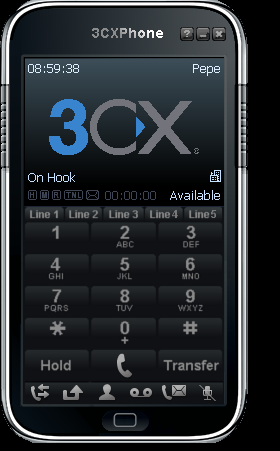 3CXPhone ? _ ×
08:59:38 Pepe
3CX
®
On Hook
H M R TNL 00:00:00 Available
Line 1 Line 2 Line 3 Line 4 Line5
1 2 3
ABC DEF
4 5 6
GHI JKL MNO
7 8 9
PQRS TUV WXYZ
* 0 #
+
Hold Transfer